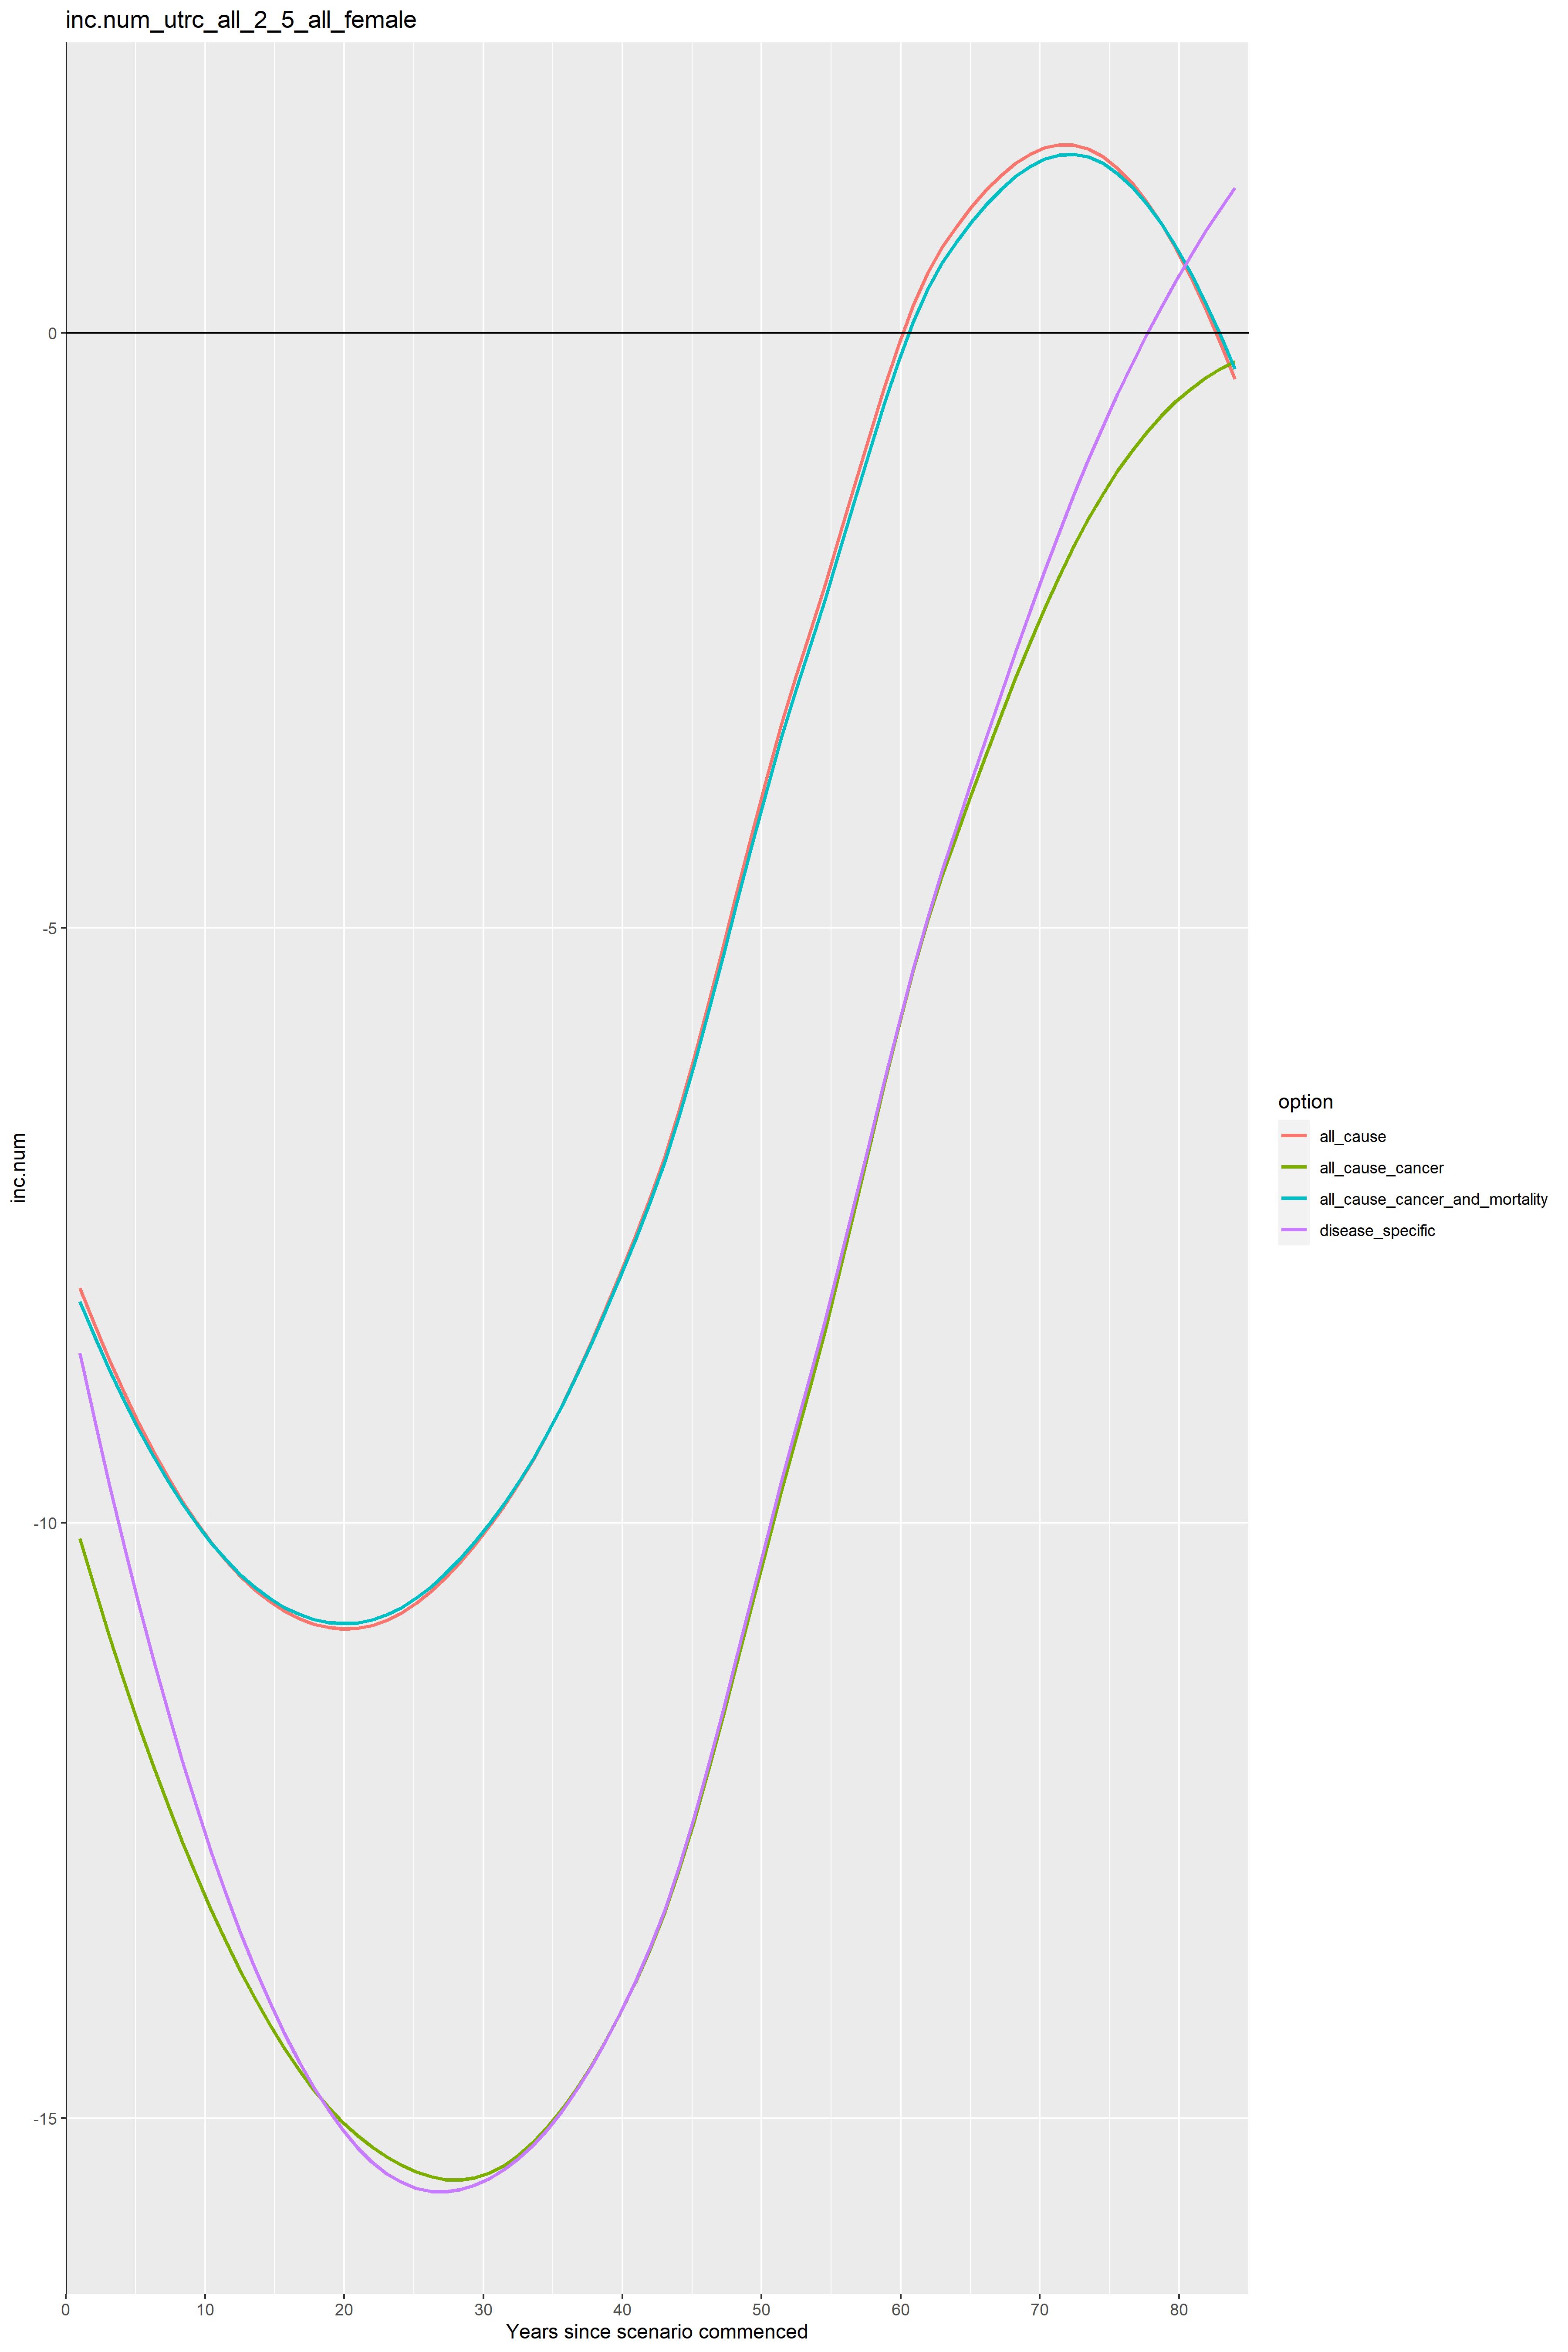 inc.num_utrc_all_2_5_all_female
inc.num
0
-5
-10
-15
0 10 20 30 40 50 60 70 80
Years since scenario commenced
option
all_cause
all_cause_cancer
all_cause_cancer_and_mortality
disease_specific